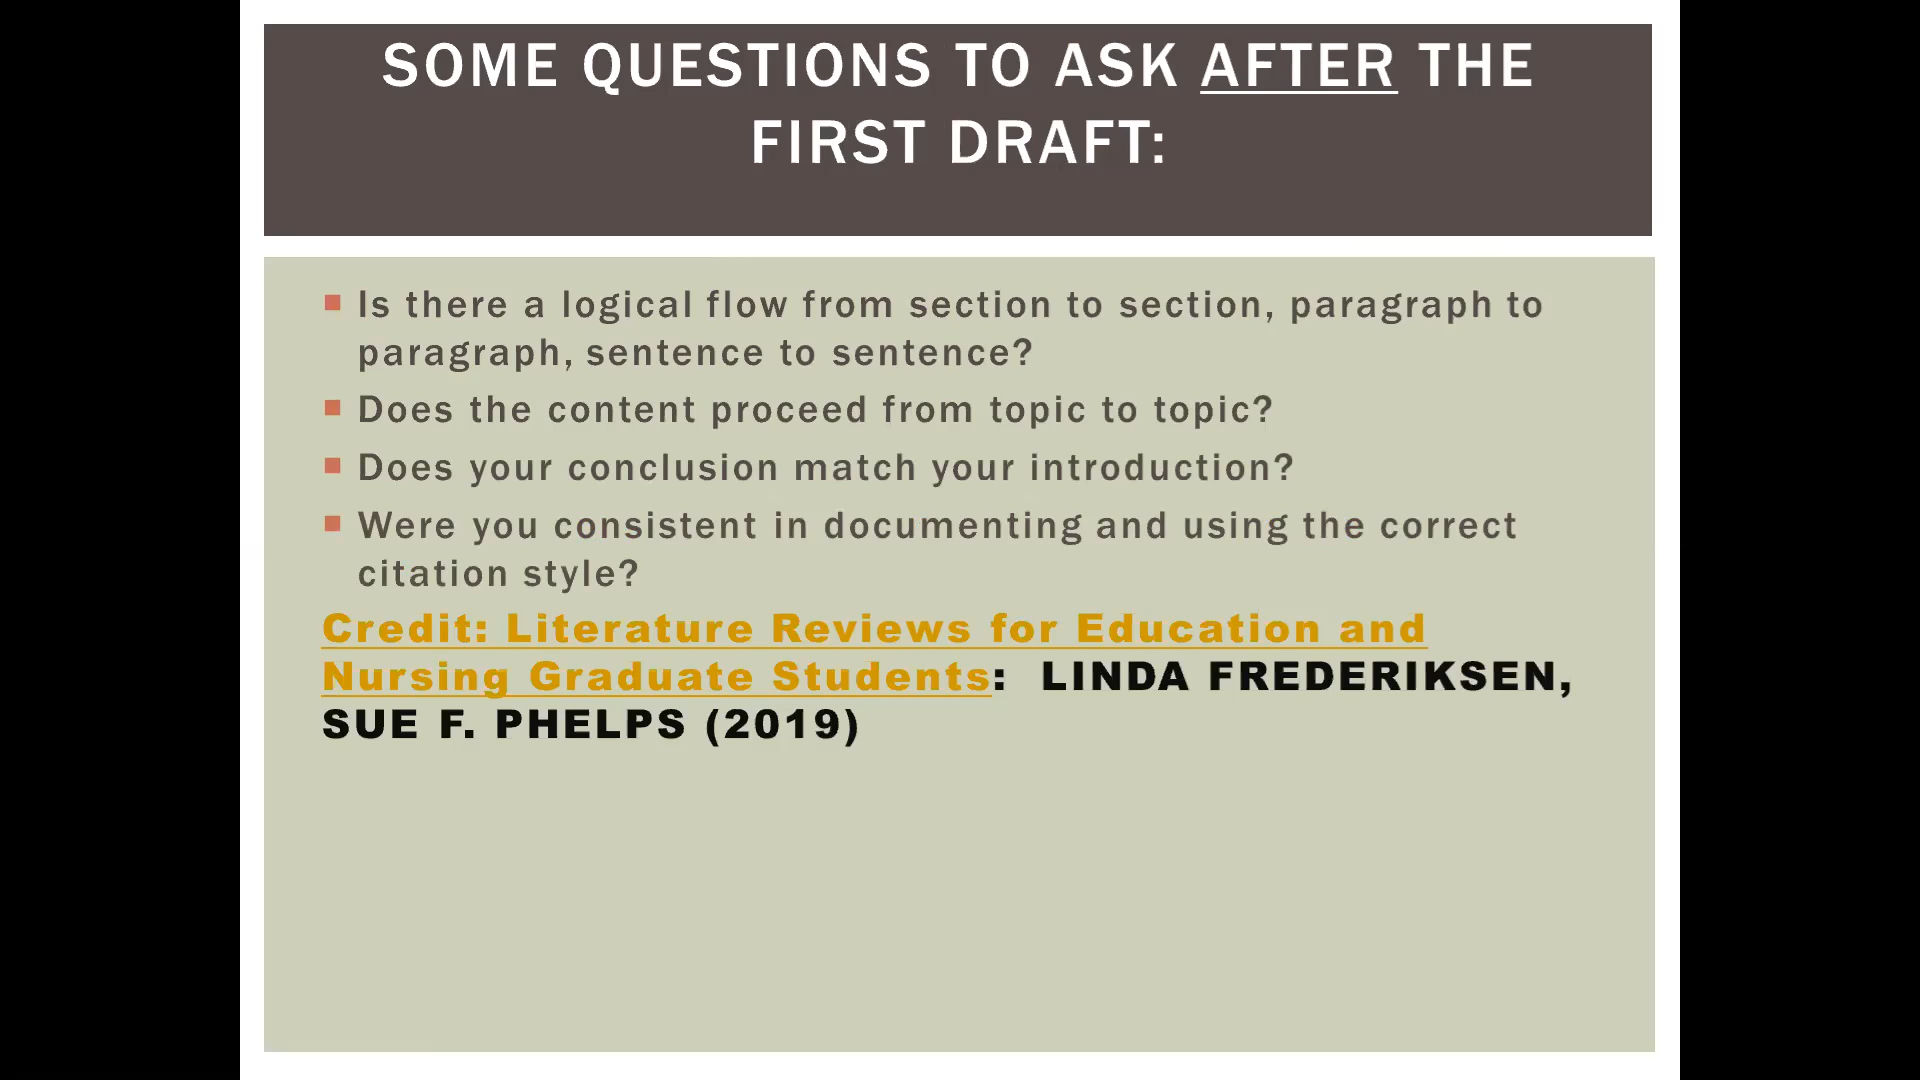 SOME QUESTIONS TO ASK AFTER THE
FIRST DRAFT:
Is there a logical flow from section to section, paragraph to
paragraph, sentence to sentence?
Does the content proceed from topic to topic?
Does your conclusion match your introduction?
Were you consistent in documenting and using the correct
citation style?
Credit: Literature Reviews for Education and
Nursing Graduate Students: LINDA FREDERIKSEN,
SUE F. PHELPS (2019)